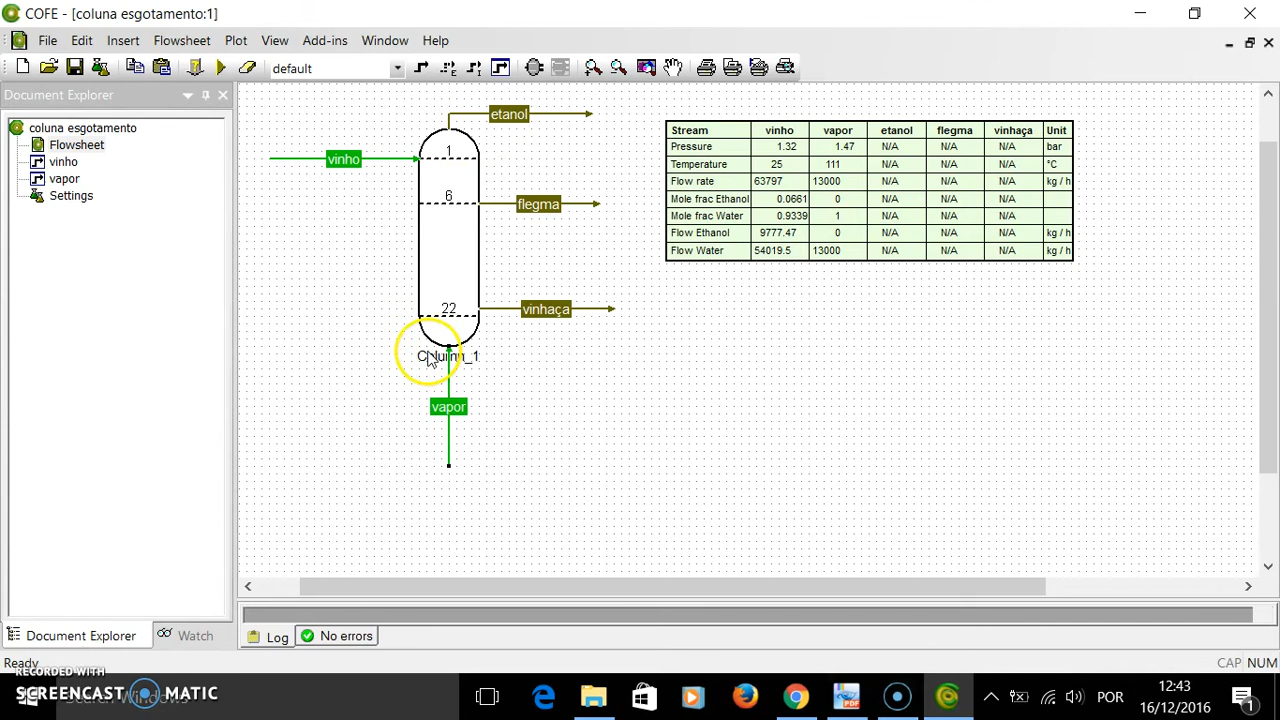 COFE - [coluna esgotamento:1]
File Edit Insert Flowsheet Plot View Add-ins Window Help
default
Document Explorer
coluna esgotamento
Flowsheet
vinho
vapor
Settings
etanol
1
vinho
6
flegma
22
vinhaça
Column_1
vapor
Stream vinho vapor etanol flegma vinhaça Unit
Pressure 1.32 1.47 N/A N/A N/A bar
Temperature 25 111 N/A N/A N/A °C
Flow rate 63797 13000 N/A N/A N/A kg / h
Mole frac Ethanol 0.0661 0 N/A N/A N/A
Mole frac Water 0.9339 1 N/A N/A N/A
Flow Ethanol 9777.47 0 N/A N/A N/A kg / h
Flow Water 54019.5 13000 N/A N/A N/A kg / h
Document Explorer Watch
Log No errors
Ready
CAP NUM
RECORDED WITH
SCREENCAST MATIC
Windows
POR
12:43
16/12/2016
1